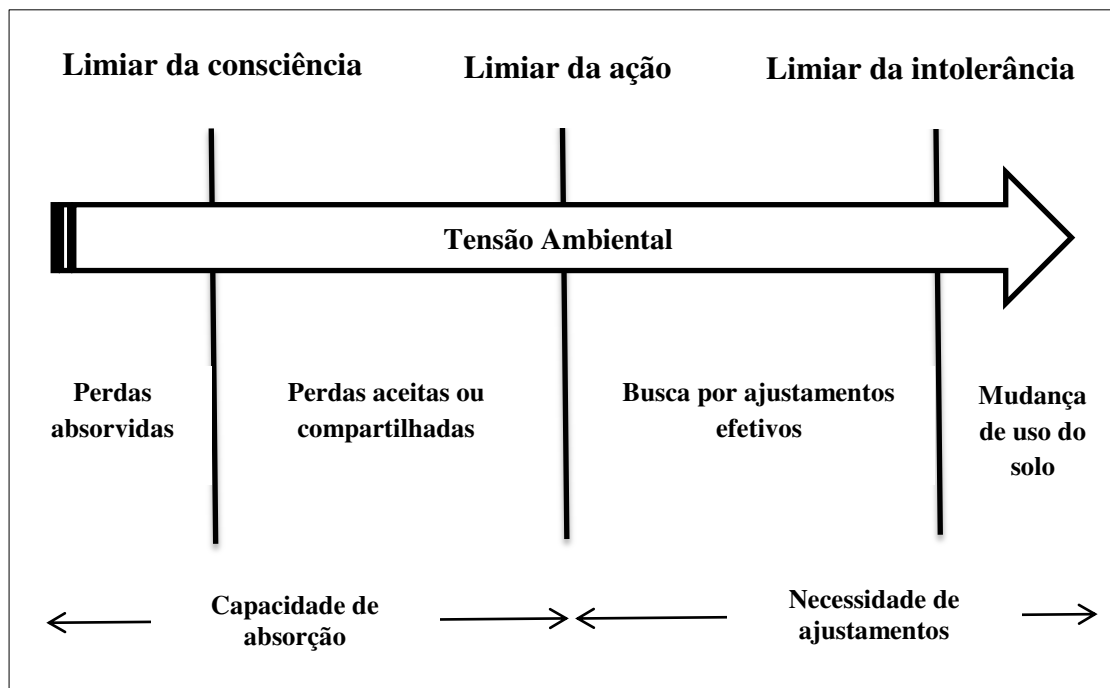 Limiar da consciência
Limiar da ação
Limiar da intolerância
Tensão Ambiental
Perdas
absorvidas
Perdas aceitas ou
compartilhadas
Busca por ajustamentos
efetivos
Mudança
de uso do
solo
Capacidade de
absorção
Necessidade de
ajustamentos